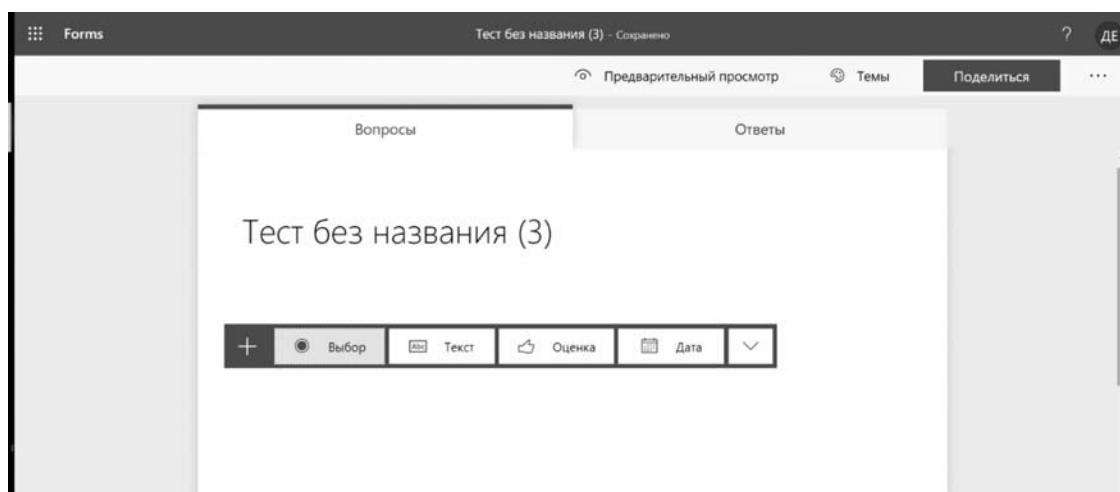 Forms
Тест без названия (3) - Сохранено
?
ДЕ
Предварительный просмотр
Темы
Поделиться
...
Вопросы
Ответы
Тест без названия (3)
Выбор
Abc
Текст
Оценка
Дата